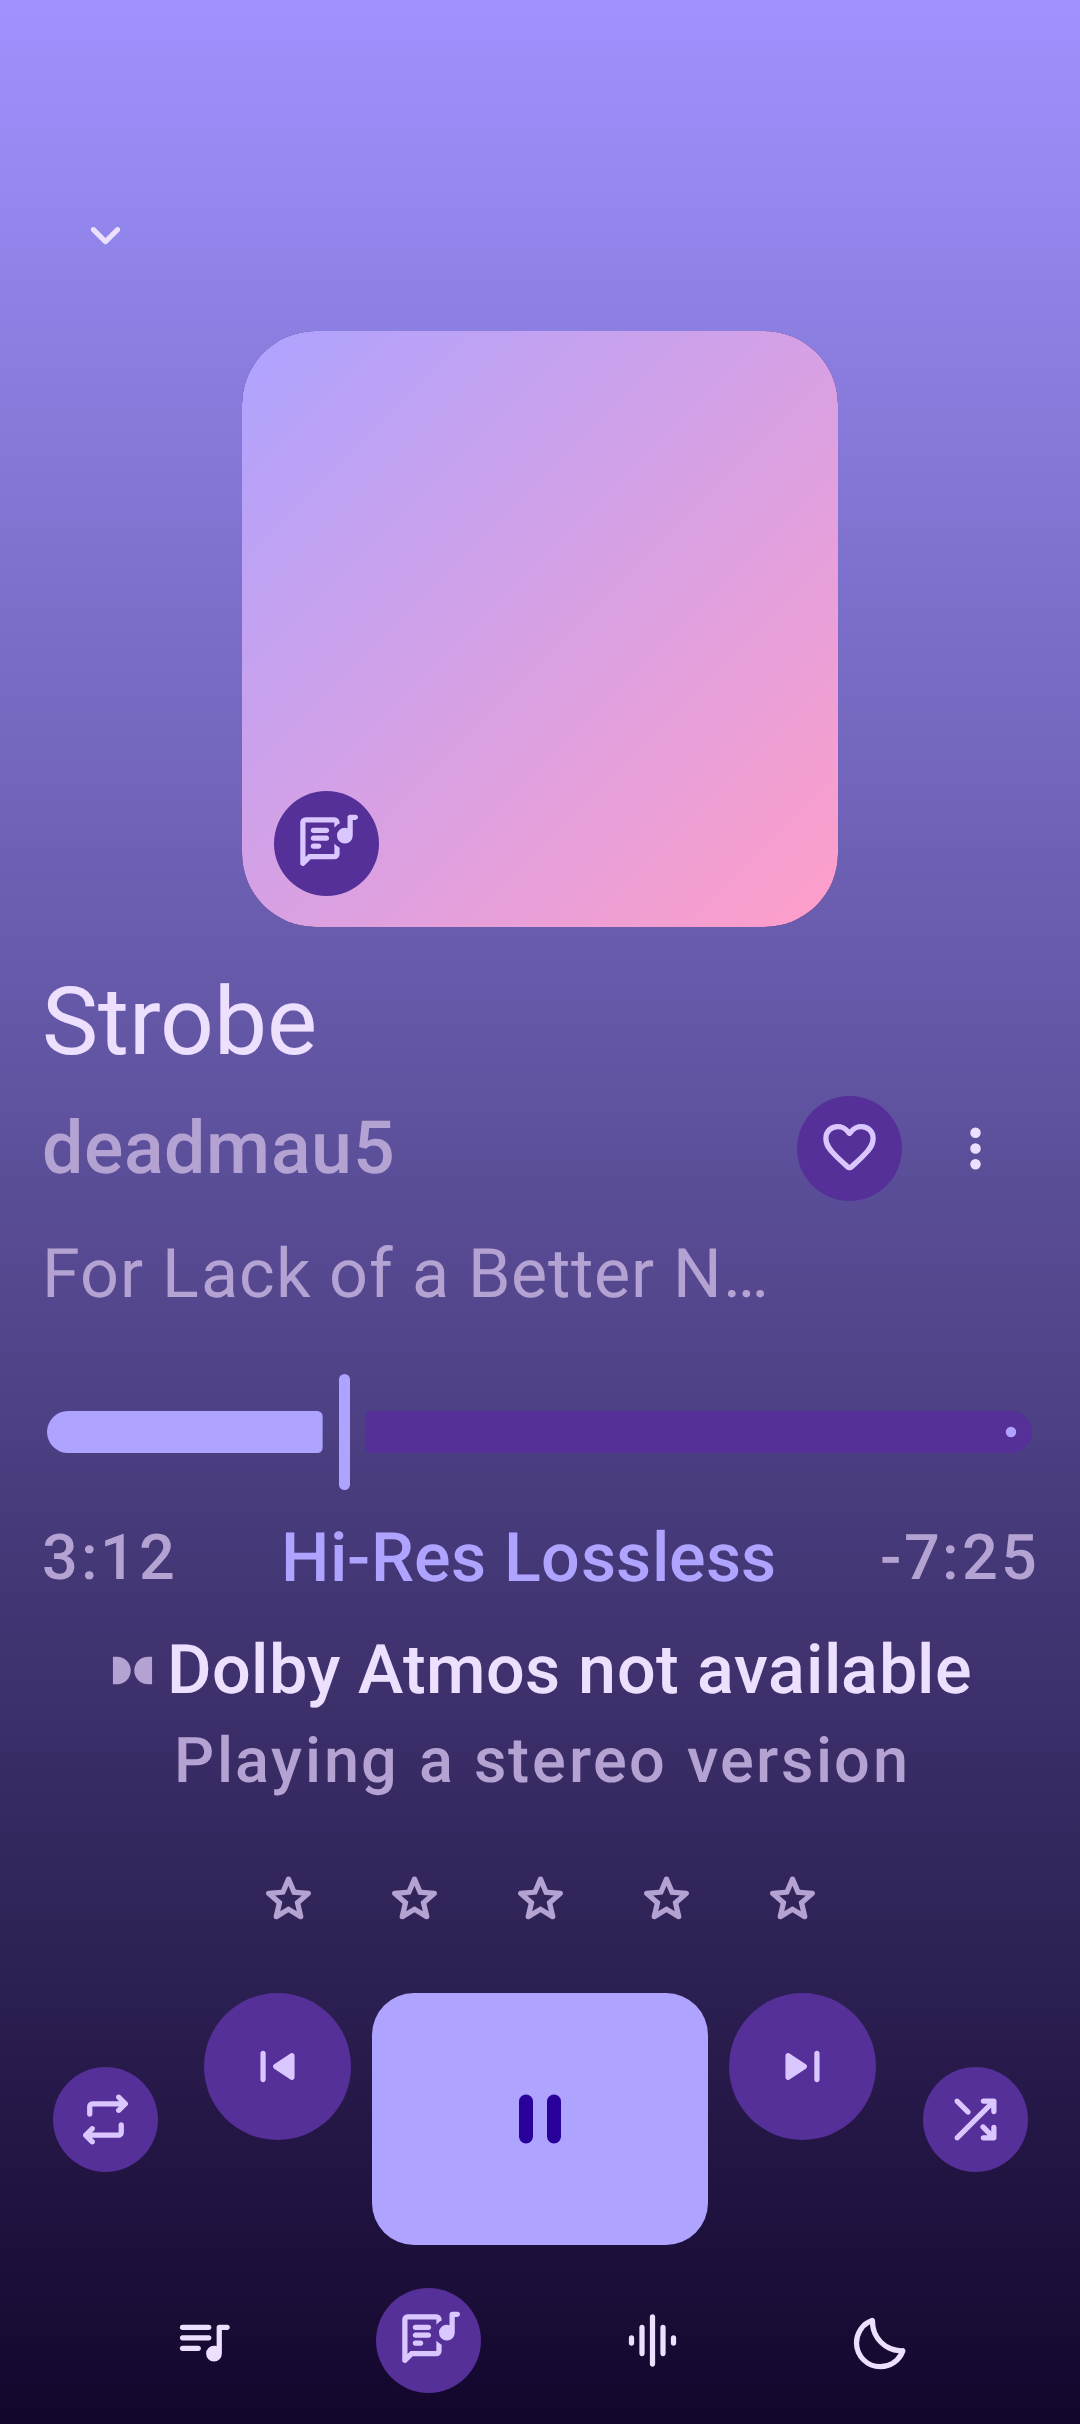 Strobe
deadmau5
For Lack of a Better N…
3:12 Hi-Res Lossless -7:25
Dolby Atmos not available
Playing a stereo version